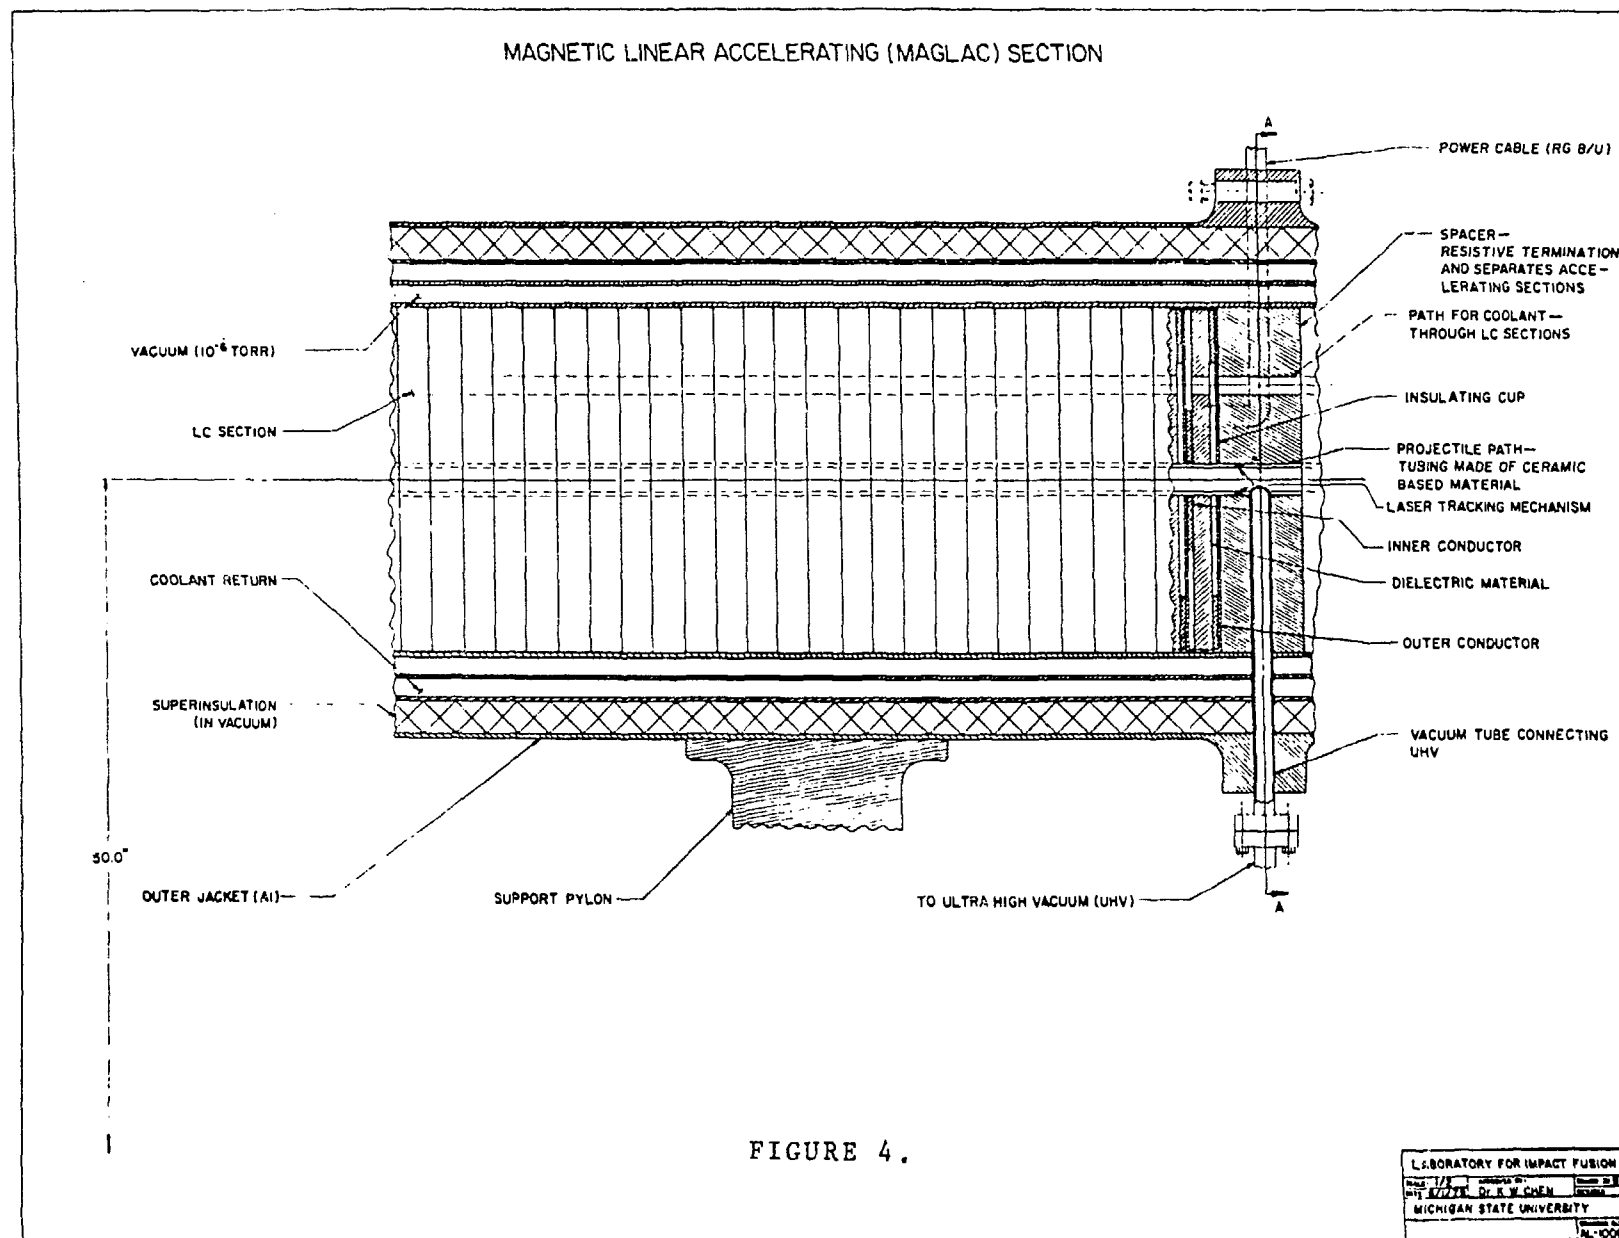 MAGNETIC LINEAR ACCELERATING (MAGLAC) SECTION
A
POWER CABLE (RG 8/U)
SPACER—
RESISTIVE TERMINATION
AND SEPARATES ACCE-
LERATING SECTIONS
PATH FOR COOLANT—
THROUGH LC SECTIONS
VACUUM (10⁻⁶ TORR)
INSULATING CUP
LC SECTION
PROJECTILE PATH—
TUBING MADE OF CERAMIC
BASED MATERIAL
LASER TRACKING MECHANISM
INNER CONDUCTOR
COOLANT RETURN
DIELECTRIC MATERIAL
OUTER CONDUCTOR
SUPERINSULATION
(IN VACUUM)
VACUUM TUBE CONNECTING
UHV
50.0"
OUTER JACKET (Al)
SUPPORT PYLON
TO ULTRA HIGH VACUUM (UHV)
A
FIGURE 4.
LABORATORY FOR IMPACT FUSION
1/2
Dr. K. W. CHEN
MICHIGAN STATE UNIVERSITY